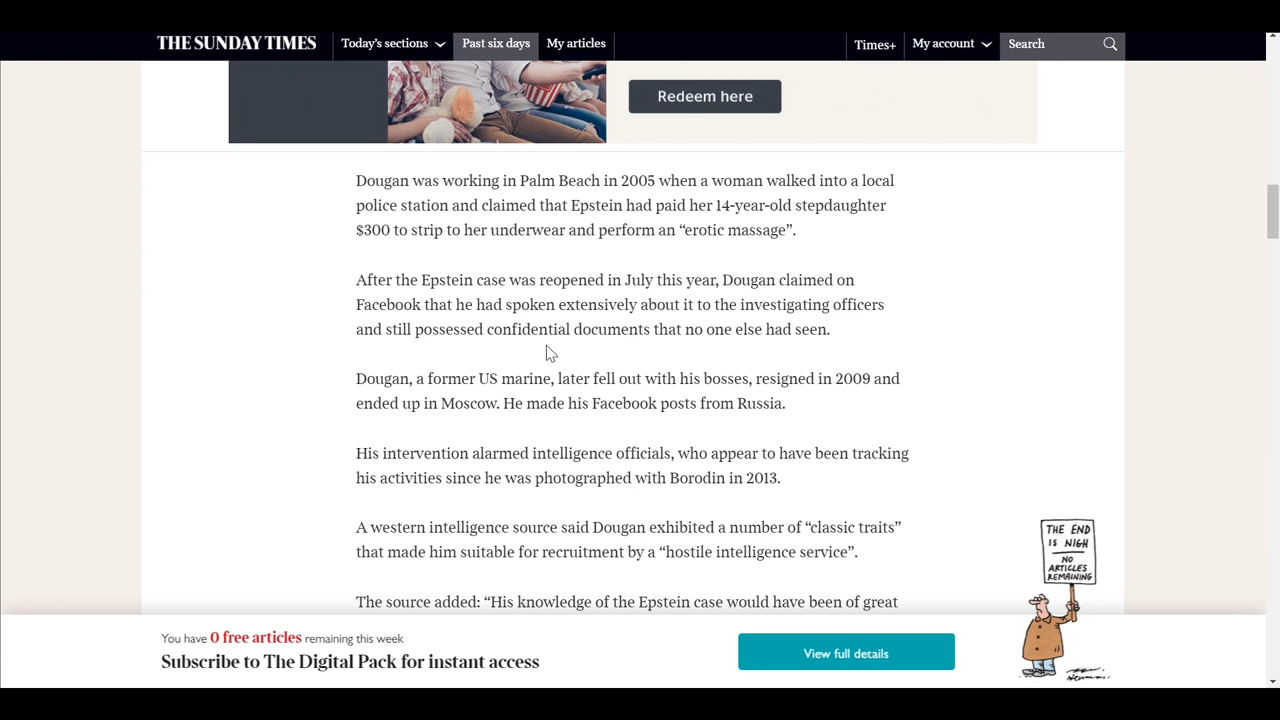 THE SUNDAY TIMES
Today's sections
Past six days
My articles
Times+
My account
Search
Redeem here
Dougan was working in Palm Beach in 2005 when a woman walked into a local
police station and claimed that Epstein had paid her 14-year-old stepdaughter
$300 to strip to her underwear and perform an “erotic massage”.
After the Epstein case was reopened in July this year, Dougan claimed on
Facebook that he had spoken extensively about it to the investigating officers
and still possessed confidential documents that no one else had seen.
Dougan, a former US marine, later fell out with his bosses, resigned in 2009 and
ended up in Moscow. He made his Facebook posts from Russia.
His intervention alarmed intelligence officials, who appear to have been tracking
his activities since he was photographed with Borodin in 2013.
A western intelligence source said Dougan exhibited a number of “classic traits”
that made him suitable for recruitment by a “hostile intelligence service”.
The source added: “His knowledge of the Epstein case would have been of great
THE END
IS NIGH
NO
ARTICLES
REMAINING
You have 0 free articles remaining this week
Subscribe to The Digital Pack for instant access
View full details